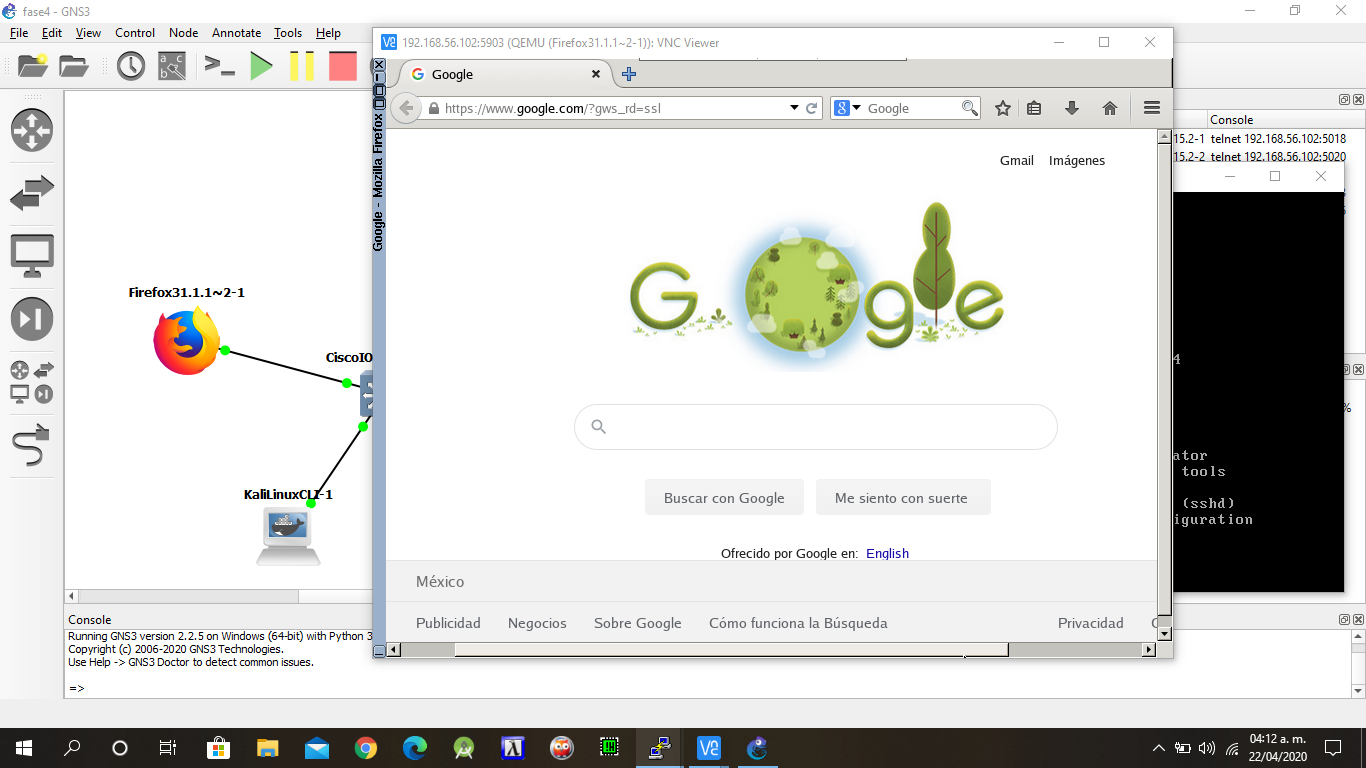 fase4 - GNS3
File Edit View Control Node Annotate Tools Help
192.168.56.102:5903 (QEMU (Firefox31.1.1~2-1)): VNC Viewer
Google
https://www.google.com/?gws_rd=ssl
Google
Google - Mozilla Firefox
Gmail Imágenes
Google
Buscar con Google
Me siento con suerte
Ofrecido por Google en: English
México
Publicidad Negocios Sobre Google Cómo funciona la Búsqueda Privacidad
Firefox31.1.1~2-1
CiscoIO
KaliLinuxCLI-1
Console
15.2-1 telnet 192.168.56.102:5018
15.2-2 telnet 192.168.56.102:5020
4
%
ator
tools
(sshd)
iguration
Console
Running GNS3 version 2.2.5 on Windows (64-bit) with Python 3
Copyright (c) 2006-2020 GNS3 Technologies.
Use Help -> GNS3 Doctor to detect common issues.
=>
04:12 a. m.
22/04/2020